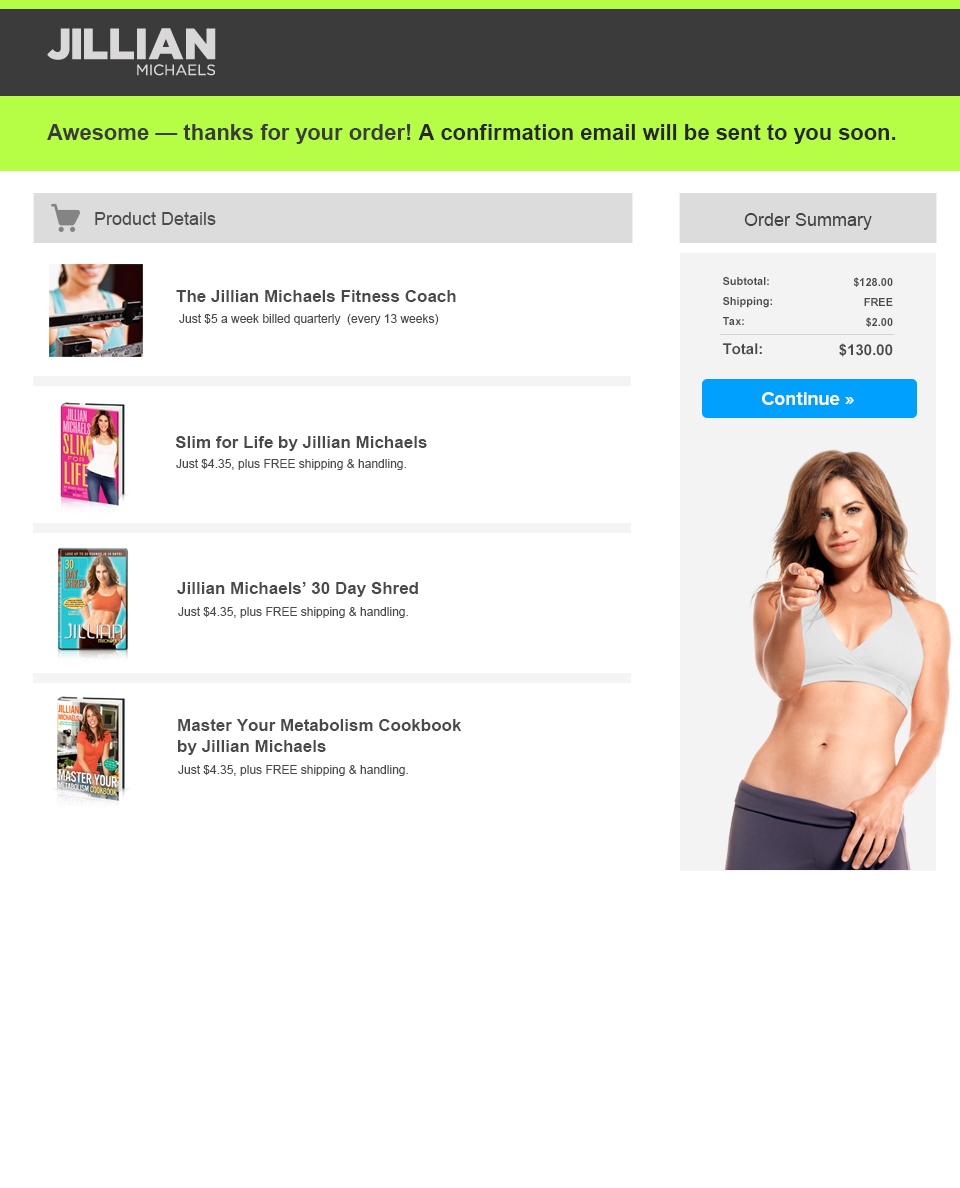 JILLIAN
MICHAELS
Awesome — thanks for your order! A confirmation email will be sent to you soon.
Product Details
The Jillian Michaels Fitness Coach
Just $5 a week billed quarterly  (every 13 weeks)
JILLIAN
MICHAELS
SLIM
FOR
LIFE
Slim for Life by Jillian Michaels
Just $4.35, plus FREE shipping & handling.
30
DAY
SHRED
JILLIAN
MICHAELS
Jillian Michaels’ 30 Day Shred
Just $4.35, plus FREE shipping & handling.
JILLIAN
MICHAELS
THE
MASTER YOUR
METABOLISM COOKBOOK
Master Your Metabolism Cookbook
by Jillian Michaels
Just $4.35, plus FREE shipping & handling.
Order Summary
Subtotal: $128.00
Shipping: FREE
Tax: $2.00
Total: $130.00
Continue »